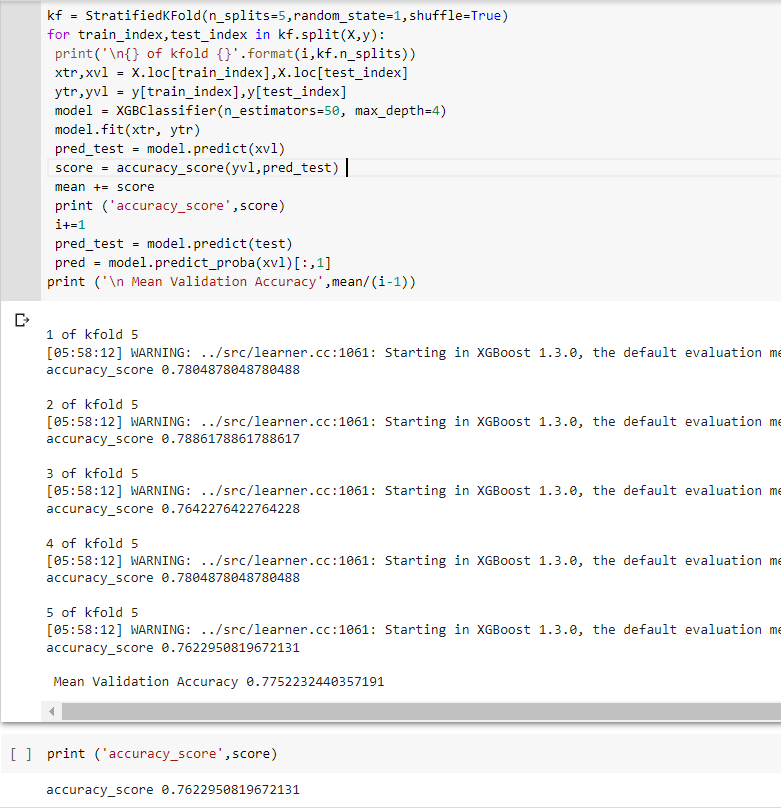 kf = StratifiedKFold(n_splits=5,random_state=1,shuffle=True)
for train_index,test_index in kf.split(X,y):
 print('\n{} of kfold {}'.format(i,kf.n_splits))
 xtr,xvl = X.loc[train_index],X.loc[test_index]
 ytr,yvl = y[train_index],y[test_index]
 model = XGBClassifier(n_estimators=50, max_depth=4)
 model.fit(xtr, ytr)
 pred_test = model.predict(xvl)
 score = accuracy_score(yvl,pred_test)
 mean += score
 print ('accuracy_score',score)
 i+=1
 pred_test = model.predict(test)
 pred = model.predict_proba(xvl)[:,1]
print ('\n Mean Validation Accuracy',mean/(i-1))
1 of kfold 5
[05:58:12] WARNING: ../src/learner.cc:1061: Starting in XGBoost 1.3.0, the default evaluation me
accuracy_score 0.7804878048780488
2 of kfold 5
[05:58:12] WARNING: ../src/learner.cc:1061: Starting in XGBoost 1.3.0, the default evaluation me
accuracy_score 0.7886178861788617
3 of kfold 5
[05:58:12] WARNING: ../src/learner.cc:1061: Starting in XGBoost 1.3.0, the default evaluation me
accuracy_score 0.7642276422764228
4 of kfold 5
[05:58:12] WARNING: ../src/learner.cc:1061: Starting in XGBoost 1.3.0, the default evaluation me
accuracy_score 0.7804878048780488
5 of kfold 5
[05:58:12] WARNING: ../src/learner.cc:1061: Starting in XGBoost 1.3.0, the default evaluation me
accuracy_score 0.7622950819672131
 Mean Validation Accuracy 0.7752232440357191
[ ] print ('accuracy_score',score)
accuracy_score 0.7622950819672131